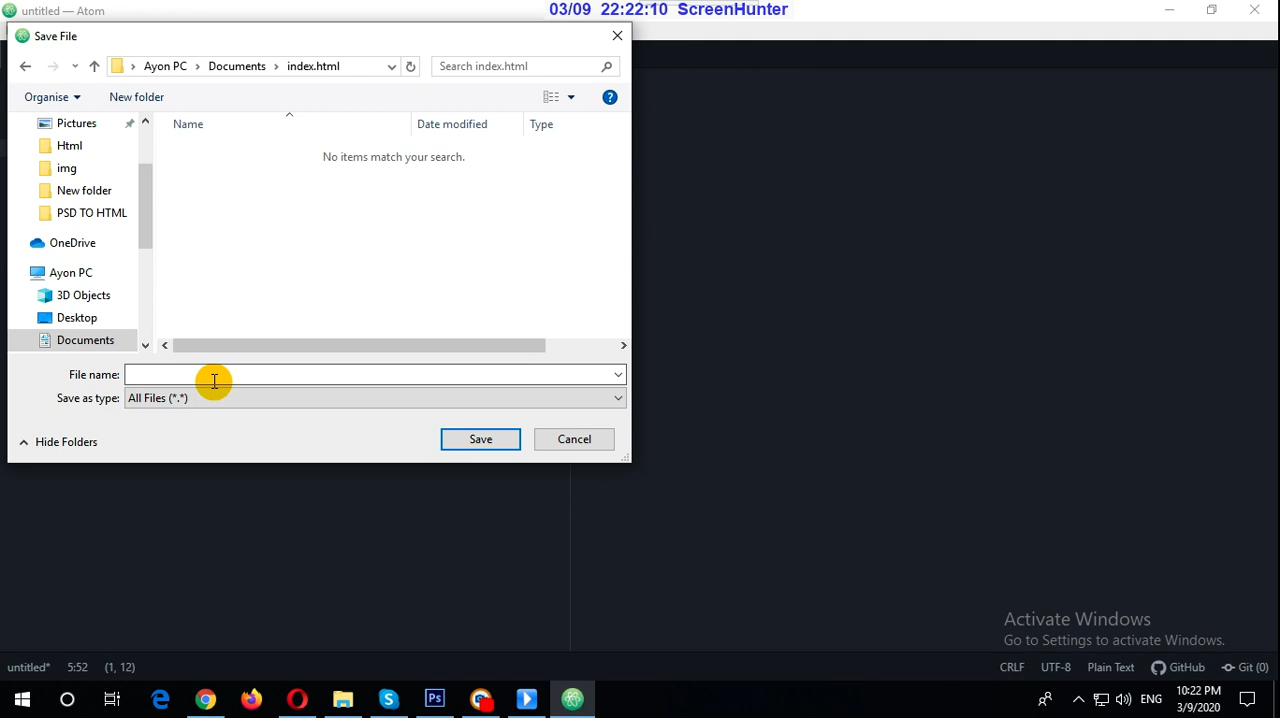 untitled — Atom
03/09 22:22:10 ScreenHunter
Save File
Ayon PC > Documents > index.html
Search index.html
Organise
New folder
?
Name
Date modified
Type
No items match your search.
Pictures
Html
img
New folder
PSD TO HTML
OneDrive
Ayon PC
3D Objects
Desktop
Documents
File name:
Save as type:
All Files (*.*)
Hide Folders
Save
Cancel
Activate Windows
Go to Settings to activate Windows.
untitled* 5:52 (1, 12)
CRLF UTF-8 Plain Text GitHub Git (0)
Ps
ENG
10:22 PM
3/9/2020